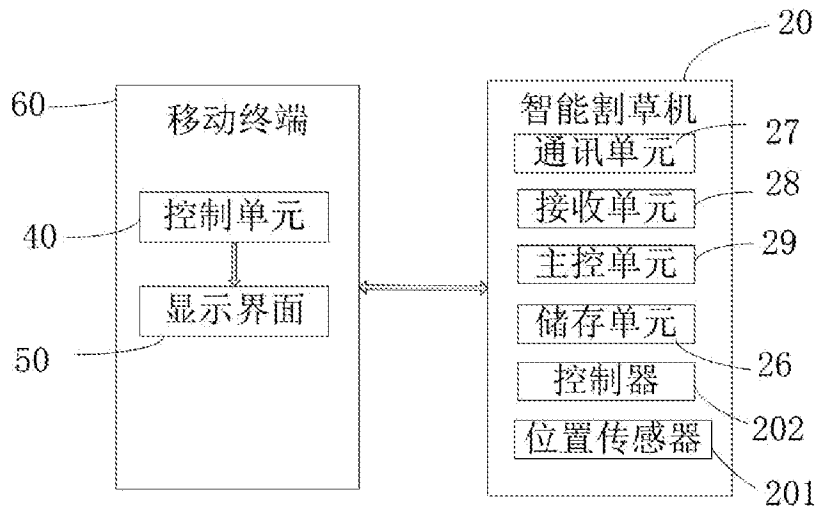 60
移动终端
控制单元
40
显示界面
50
20
智能割草机
通讯单元
27
接收单元
28
主控单元
29
储存单元
26
控制器
202
位置传感器
201